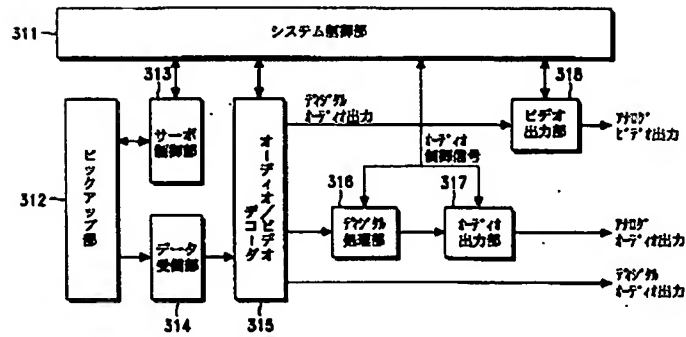 311
システム制御部
313
318
ディジタル
オーディオ出力
サーボ
制御部
ビデオ
出力部
アナログ
ビデオ出力
オーディオ
制御信号
312
ピックアップ部
オーディオ/ビデオ
デコーダ
316
317
ディジタル
処理部
オーディオ
出力部
アナログ
オーディオ出力
データ
受信部
ディジタル
オーディオ出力
314
315